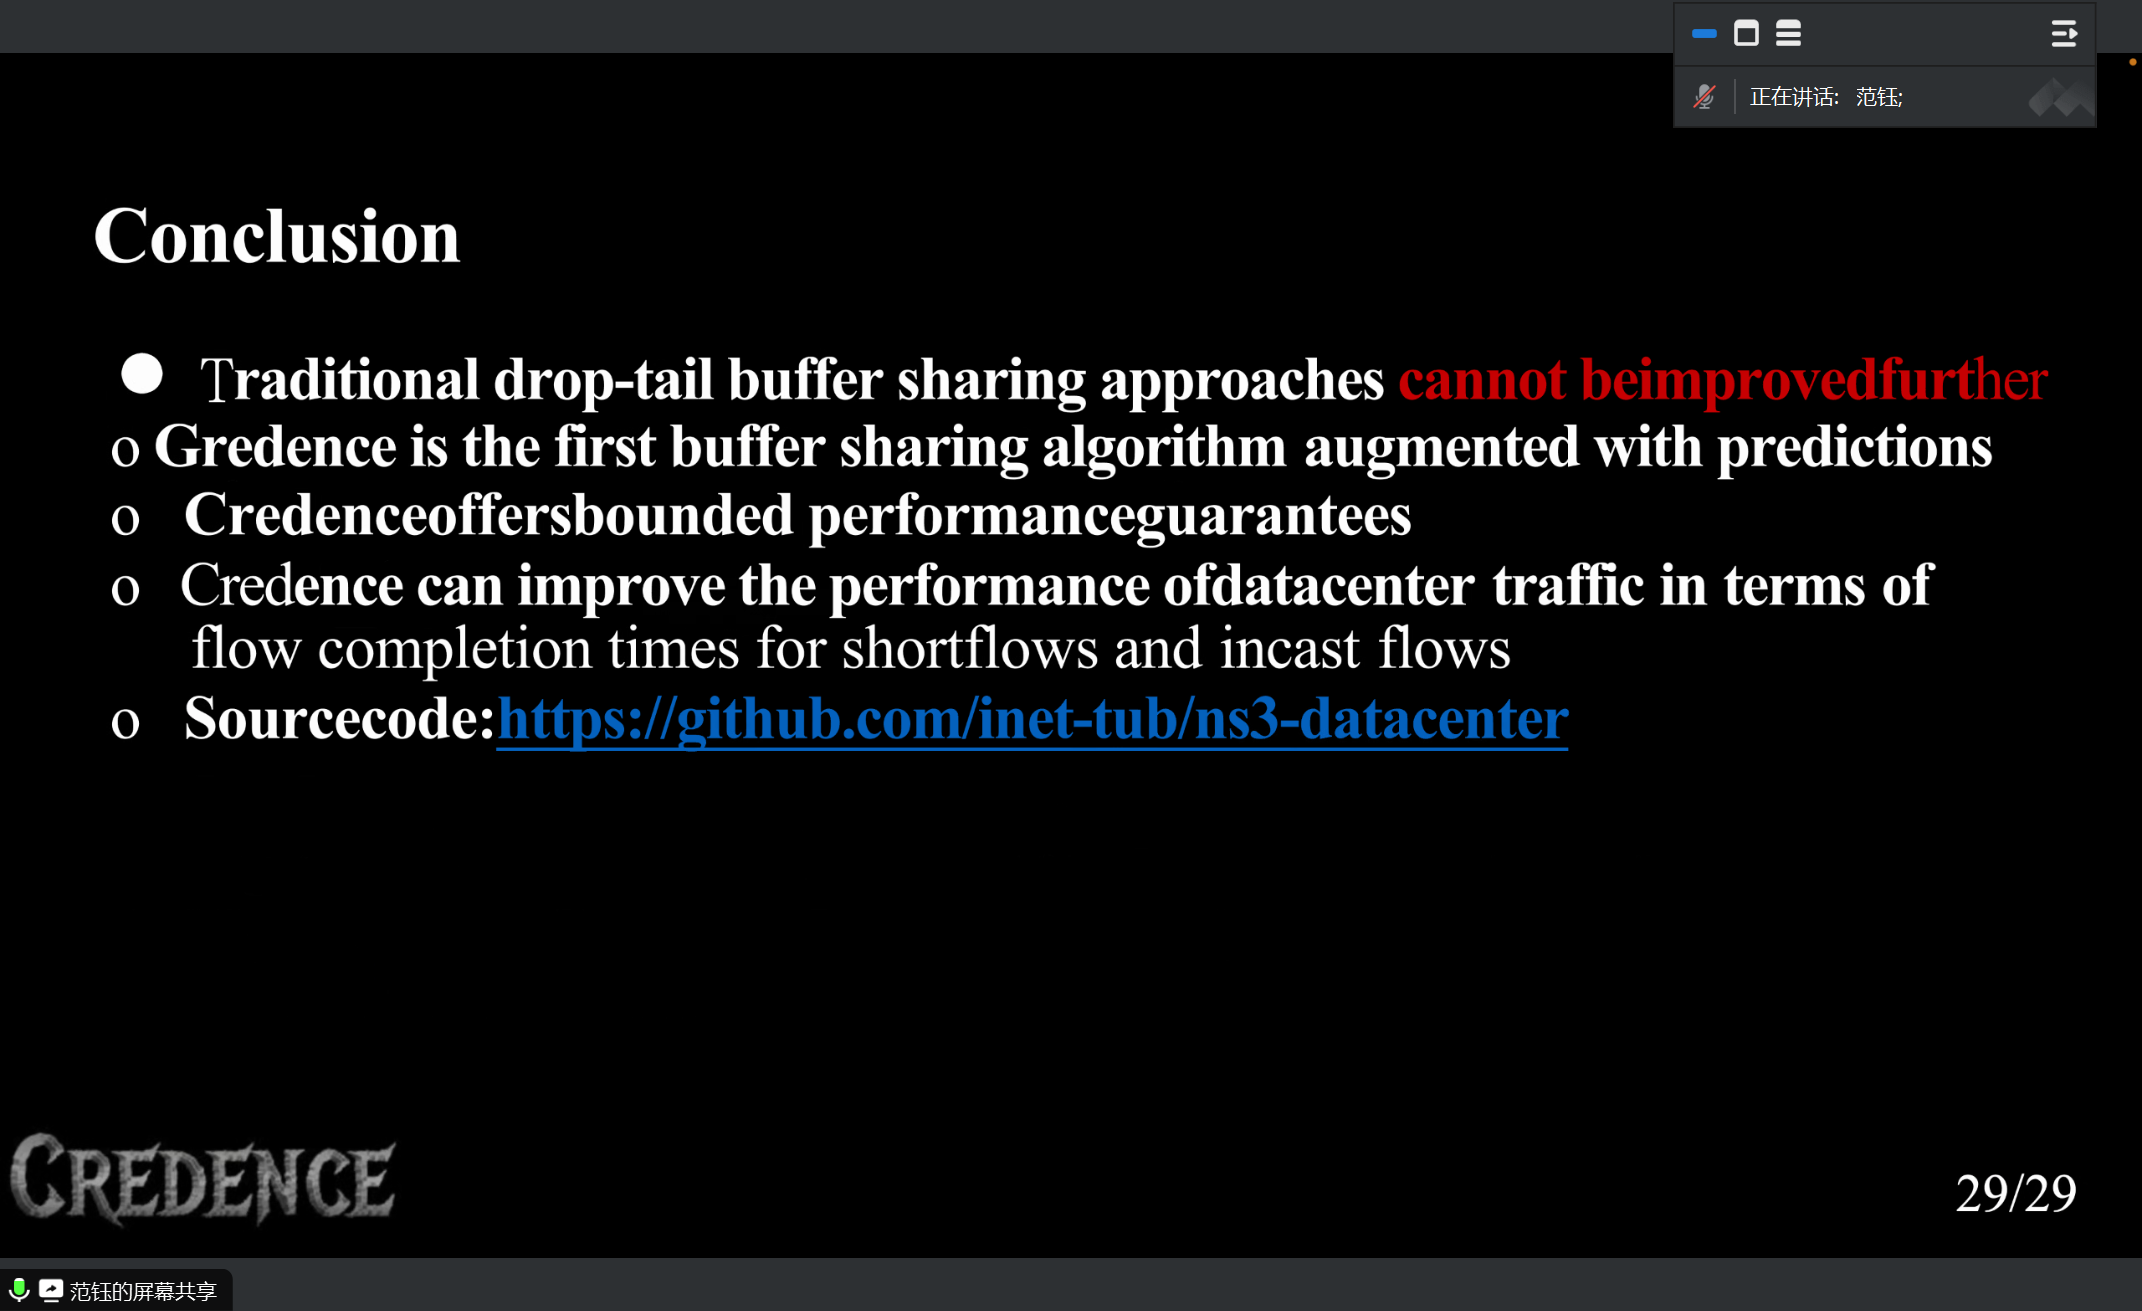 正在讲话: 范钰;
Conclusion
● Traditional drop-tail buffer sharing approaches cannot beimprovedfurther
o Gredence is the first buffer sharing algorithm augmented with predictions
o Credenceoffersbounded performanceguarantees
o Credence can improve the performance ofdatacenter traffic in terms of
flow completion times for shortflows and incast flows
o Sourcecode:https://github.com/inet-tub/ns3-datacenter
CREDENCE
29/29
范钰的屏幕共享